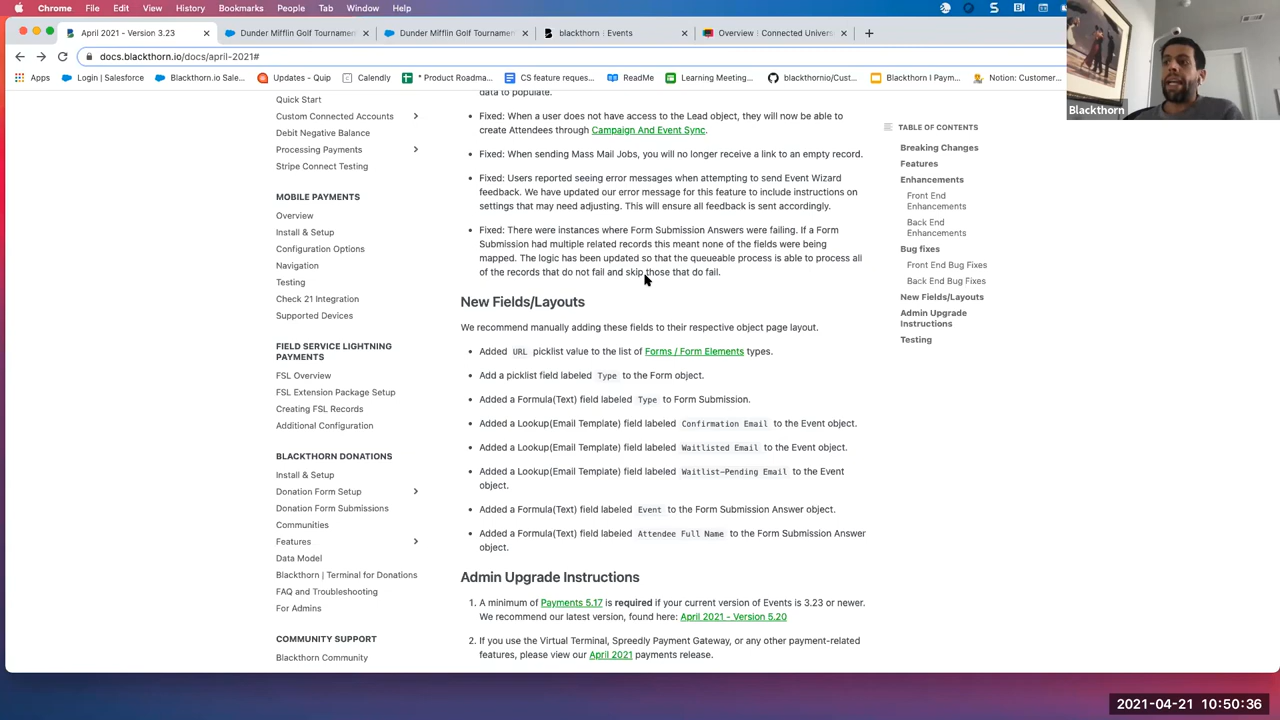 Chrome File Edit View History Bookmarks People Tab Window Help
April 2021 - Version 3.23 Dunder Mifflin Golf Tourname Dunder Mifflin Golf Tourname blackthorn | Events Overview | Connected Univers
docs.blackthorn.io/docs/april-2021#
Apps Login | Salesforce Blackthorn.io Sale... Updates - Quip Calendly * Product Roadma... CS feature reques... ReadMe Learning Meeting... blackthornio/Cust... Blackthorn | Paym... Notion: Customer...
Blackthorn
Quick Start
Custom Connected Accounts
Debit Negative Balance
Processing Payments
Stripe Connect Testing
MOBILE PAYMENTS
Overview
Install & Setup
Configuration Options
Navigation
Testing
Check 21 Integration
Supported Devices
FIELD SERVICE LIGHTNING
PAYMENTS
FSL Overview
FSL Extension Package Setup
Creating FSL Records
Additional Configuration
BLACKTHORN DONATIONS
Install & Setup
Donation Form Setup
Donation Form Submissions
Communities
Features
Data Model
Blackthorn | Terminal for Donations
FAQ and Troubleshooting
For Admins
COMMUNITY SUPPORT
Blackthorn Community
data to populate.
• Fixed: When a user does not have access to the Lead object, they will now be able to
create Attendees through Campaign And Event Sync.
• Fixed: When sending Mass Mail Jobs, you will no longer receive a link to an empty record.
• Fixed: Users reported seeing error messages when attempting to send Event Wizard
feedback. We have updated our error message for this feature to include instructions on
settings that may need adjusting. This will ensure all feedback is sent accordingly.
• Fixed: There were instances where Form Submission Answers were failing. If a Form
Submission had multiple related records this meant none of the fields were being
mapped. The logic has been updated so that the queueable process is able to process all
of the records that do not fail and skip those that do fail.
New Fields/Layouts
We recommend manually adding these fields to their respective object page layout.
• Added URL picklist value to the list of Forms / Form Elements types.
• Add a picklist field labeled Type to the Form object.
• Added a Formula(Text) field labeled Type to Form Submission.
• Added a Lookup(Email Template) field labeled Confirmation Email to the Event object.
• Added a Lookup(Email Template) field labeled Waitlisted Email to the Event object.
• Added a Lookup(Email Template) field labeled Waitlist-Pending Email to the Event
object.
• Added a Formula(Text) field labeled Event to the Form Submission Answer object.
• Added a Formula(Text) field labeled Attendee Full Name to the Form Submission Answer
object.
Admin Upgrade Instructions
1. A minimum of Payments 5.17 is required if your current version of Events is 3.23 or newer.
We recommend our latest version, found here: April 2021 - Version 5.20
2. If you use the Virtual Terminal, Spreedly Payment Gateway, or any other payment-related
features, please view our April 2021 payments release.
TABLE OF CONTENTS
Breaking Changes
Features
Enhancements
Front End
Enhancements
Back End
Enhancements
Bug fixes
Front End Bug Fixes
Back End Bug Fixes
New Fields/Layouts
Admin Upgrade
Instructions
Testing
2021-04-21 10:50:36